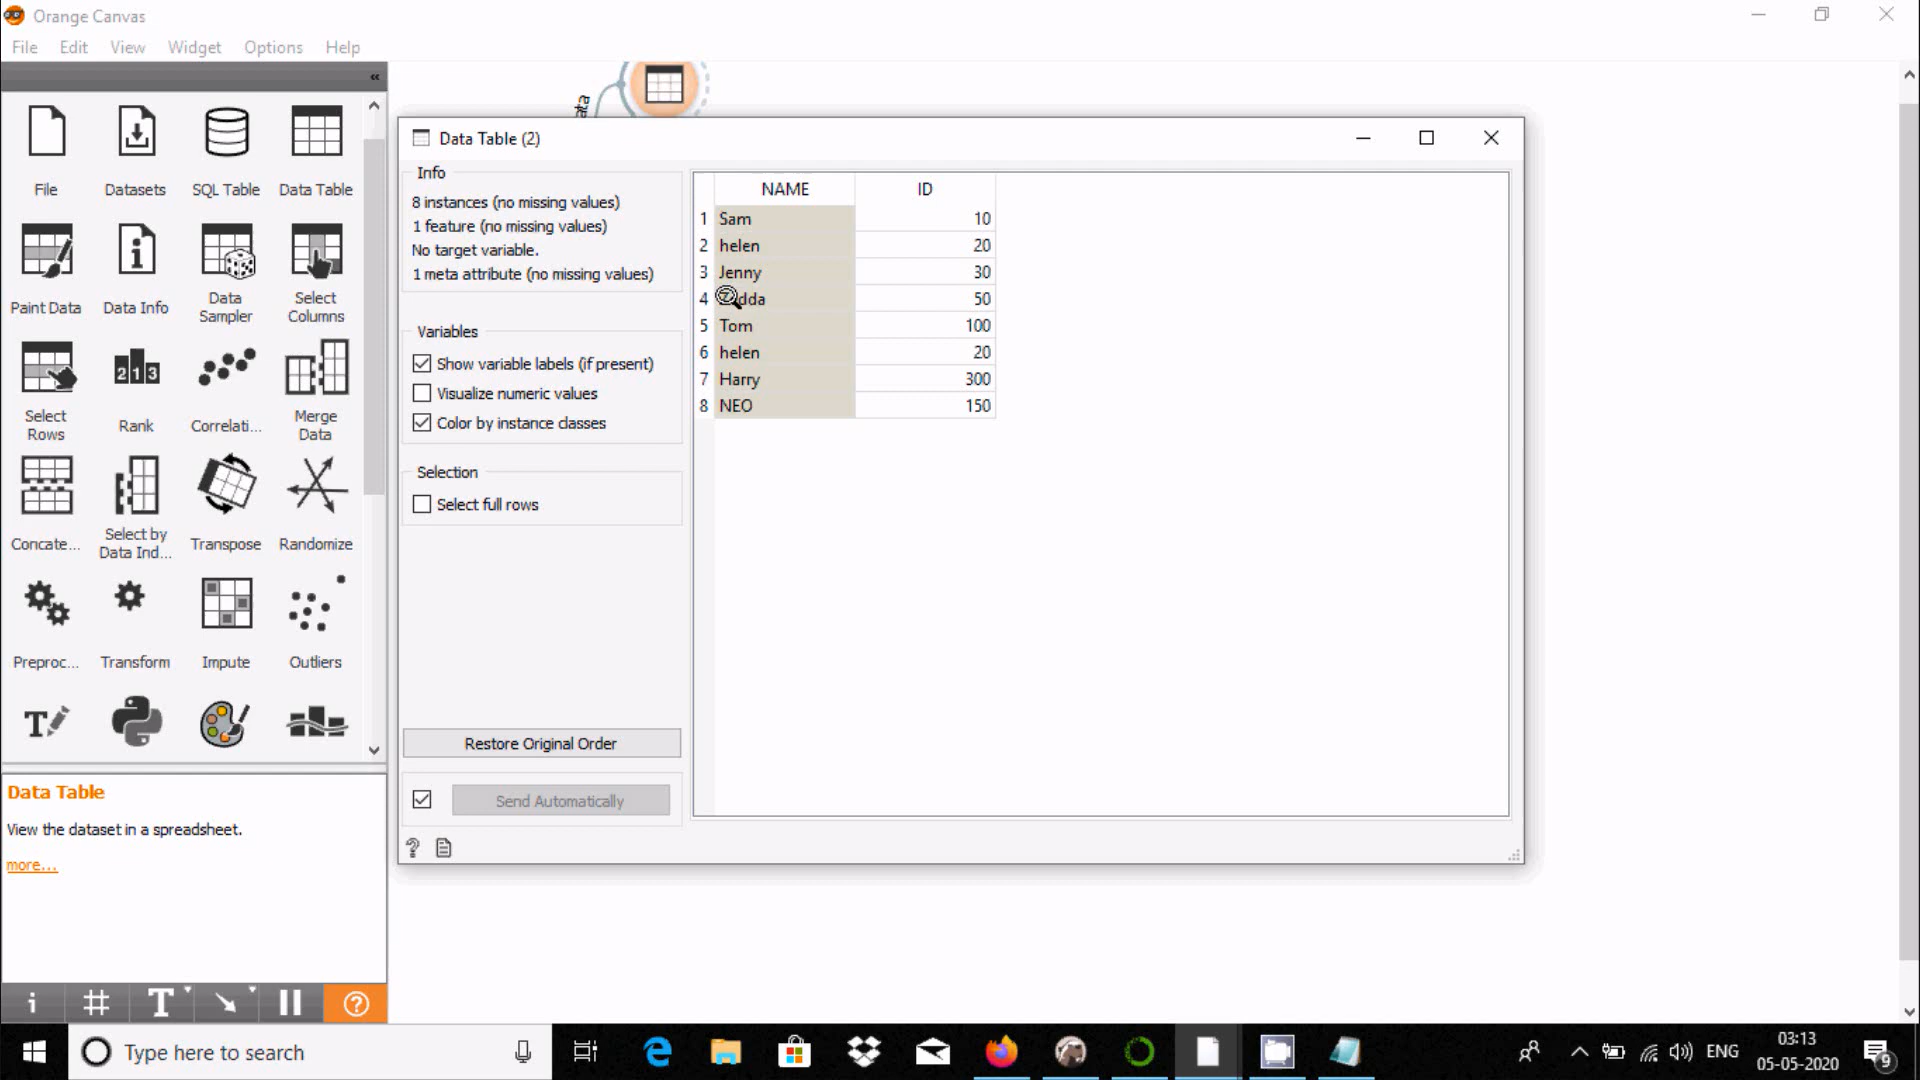 Orange Canvas
File Edit View Widget Options Help
«
File Datasets SQL Table Data Table
Paint Data Data Info Data Sampler Select Columns
213
Select Rows Rank Correlati... Merge Data
Concate... Select by Data Ind... Transpose Randomize
Preproc... Transform Impute Outliers
T
Data Table
View the dataset in a spreadsheet.
more...
i T ?
ata
Data Table (2)
Info
8 instances (no missing values)
1 feature (no missing values)
No target variable.
1 meta attribute (no missing values)
Variables
Show variable labels (if present)
Visualize numeric values
Color by instance classes
Selection
Select full rows
Restore Original Order
Send Automatically
?
NAME ID
1 Sam 10
2 helen 20
3 Jenny 30
4 50
5 Tom 100
6 helen 20
7 Harry 300
8 NEO 150
Type here to search
ENG
03:13
05-05-2020
9